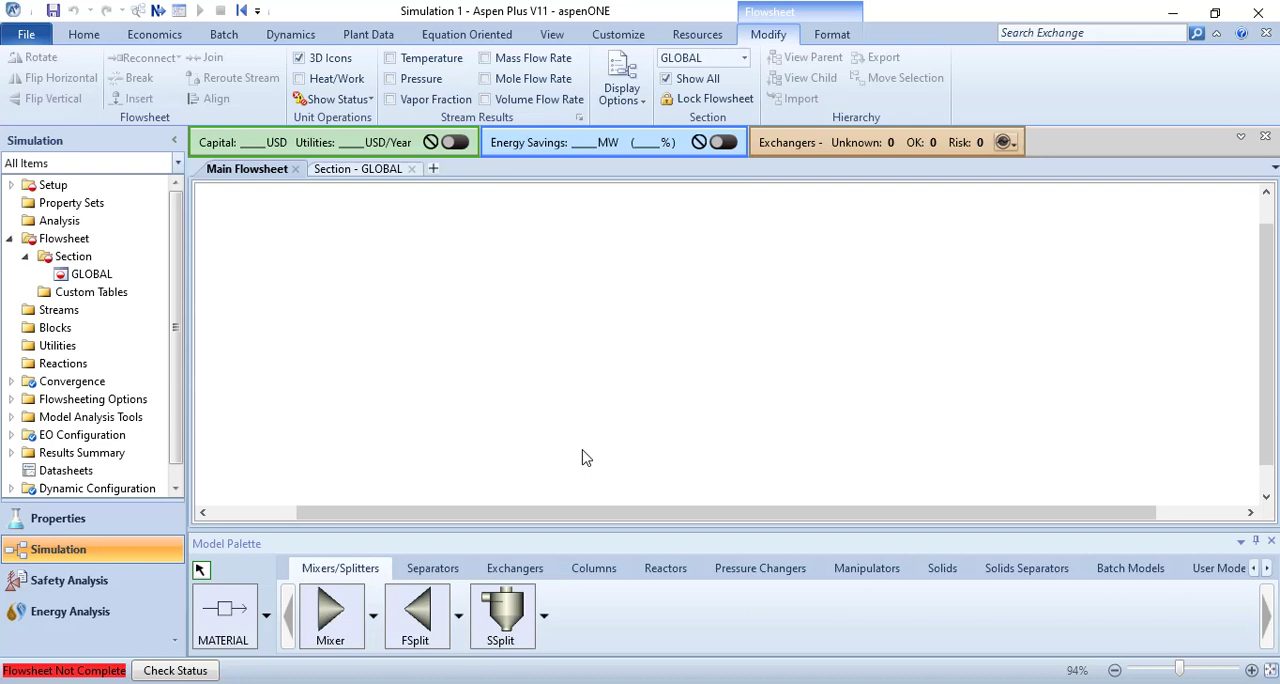 Simulation 1 - Aspen Plus V11 - aspenONE
Flowsheet
File Home Economics Batch Dynamics Plant Data Equation Oriented View Customize Resources Modify Format Search Exchange
Rotate Reconnect Join 3D Icons Temperature Mass Flow Rate GLOBAL View Parent Export
Flip Horizontal Break Reroute Stream Heat/Work Pressure Mole Flow Rate Display Options Show All View Child Move Selection
Flip Vertical Insert Align Show Status Vapor Fraction Volume Flow Rate Lock Flowsheet Import
Flowsheet Unit Operations Stream Results Section Hierarchy
Simulation
Capital: ____USD Utilities: ____USD/Year Energy Savings: ____MW (____%) Exchangers - Unknown: 0 OK: 0 Risk: 0
All Items
Main Flowsheet Section - GLOBAL
Setup
Property Sets
Analysis
Flowsheet
Section
GLOBAL
Custom Tables
Streams
Blocks
Utilities
Reactions
Convergence
Flowsheeting Options
Model Analysis Tools
EO Configuration
Results Summary
Datasheets
Dynamic Configuration
Properties
Simulation
Safety Analysis
Energy Analysis
Model Palette
Mixers/Splitters Separators Exchangers Columns Reactors Pressure Changers Manipulators Solids Solids Separators Batch Models User Mode
MATERIAL Mixer FSplit SSplit
Flowsheet Not Complete Check Status 94%